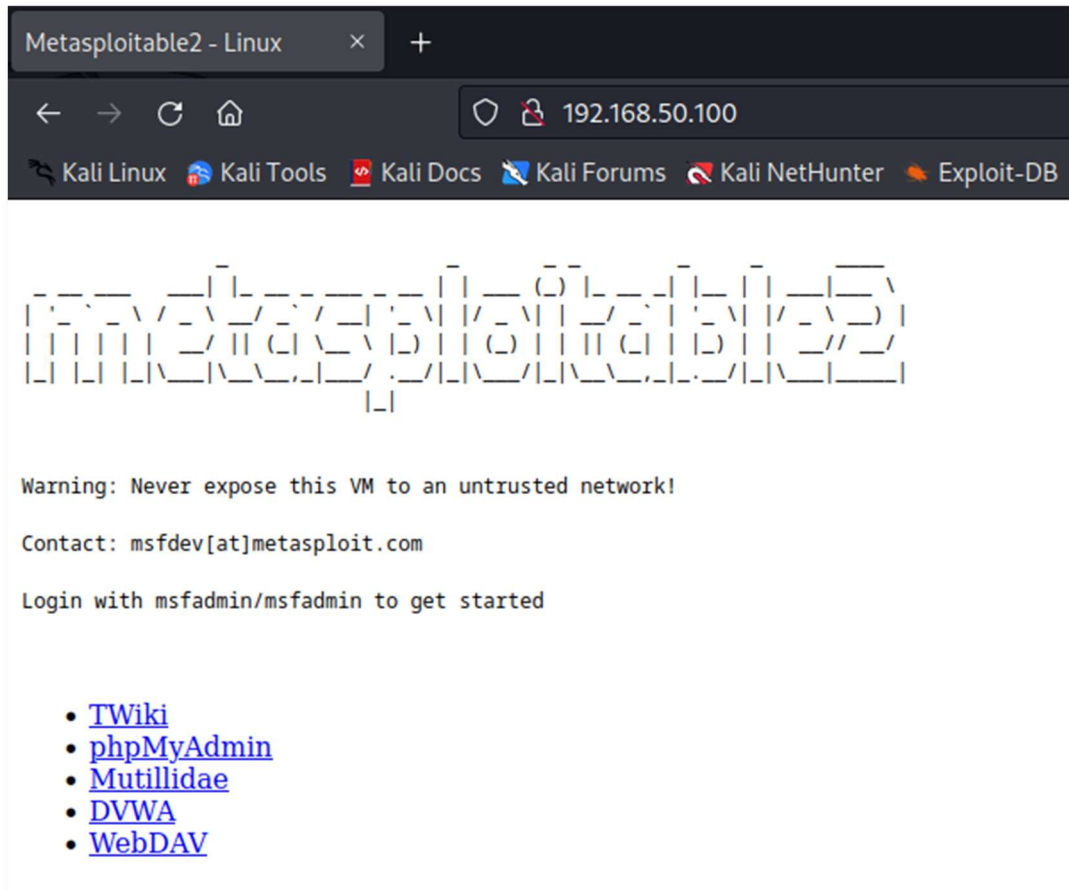 Metasploitable2 - Linux
192.168.50.100
Kali Linux Kali Tools Kali Docs Kali Forums Kali NetHunter Exploit-DB
metasploitable2
Warning: Never expose this VM to an untrusted network!
Contact: msfdev[at]metasploit.com
Login with msfadmin/msfadmin to get started
TWiki
phpMyAdmin
Mutillidae
DVWA
WebDAV